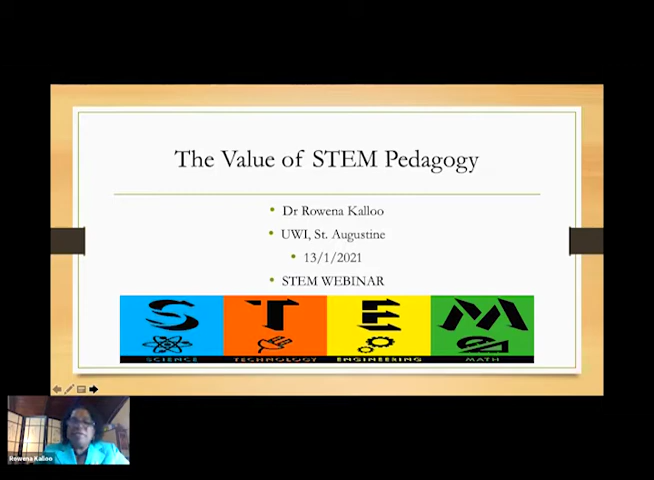 The Value of STEM Pedagogy
• Dr Rowena Kalloo
• UWI, St. Augustine
• 13/1/2021
• STEM WEBINAR
S T E M
SCIENCE TECHNOLOGY ENGINEERING MATH
Rowena Kalloo